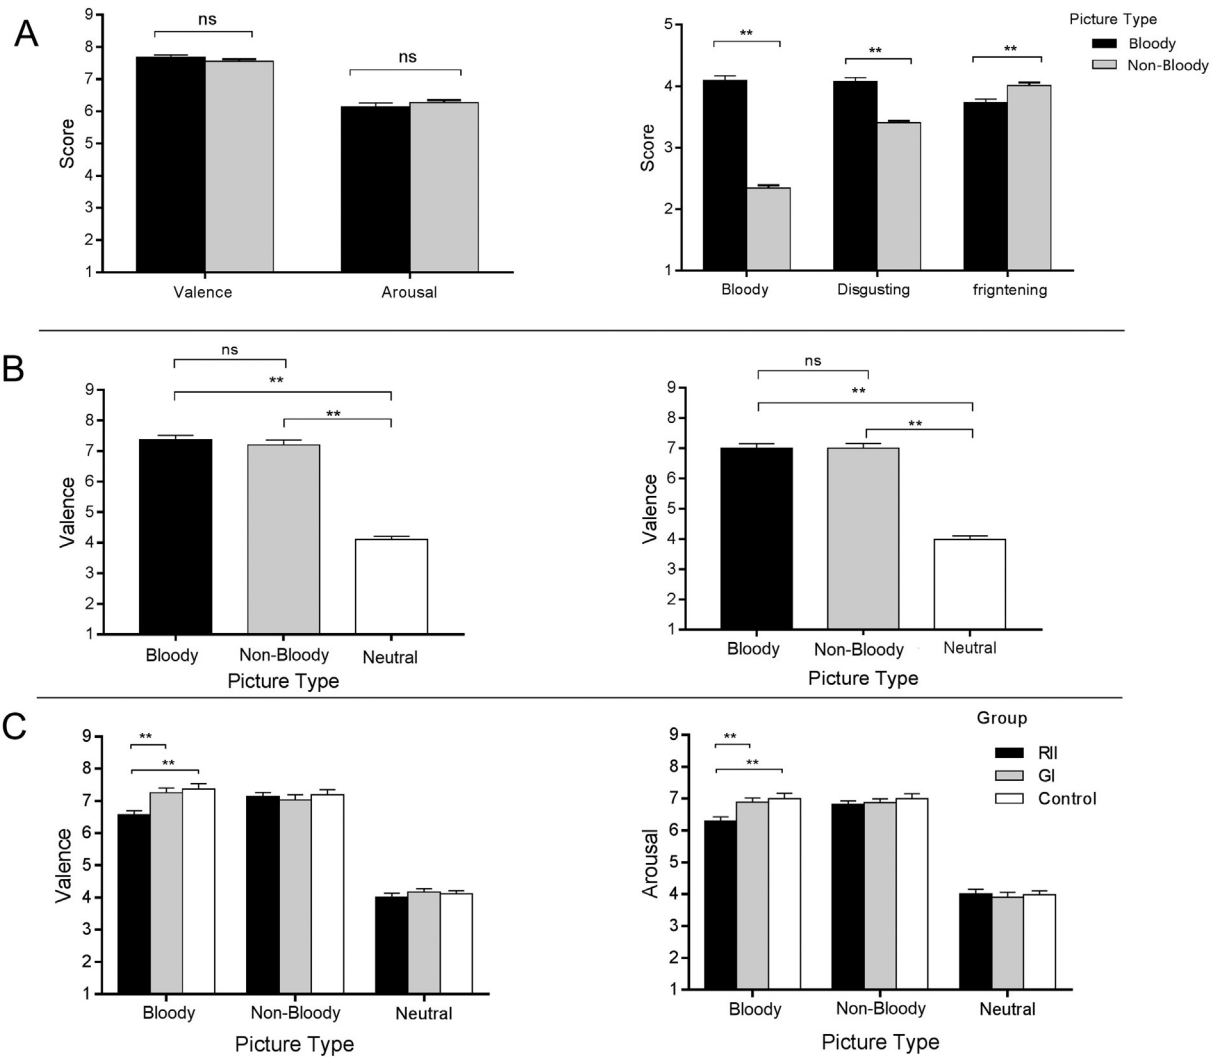 A
ns
ns
9
8
7
6
5
4
3
2
1
Score
Valence
Arousal
**
**
**
5
4
3
2
1
Score
Bloody
Disgusting
frigntening
Picture Type
Bloody
Non-Bloody
B
ns
**
**
9
8
7
6
5
4
3
2
1
Valence
Bloody
Non-Bloody
Neutral
Picture Type
ns
**
**
9
8
7
6
5
4
3
2
1
Valence
Bloody
Non-Bloody
Neutral
Picture Type
C
**
**
9
8
7
6
5
4
3
2
1
Valence
Bloody
Non-Bloody
Neutral
Picture Type
**
**
9
8
7
6
5
4
3
2
1
Arousal
Bloody
Non-Bloody
Neutral
Picture Type
Group
RII
GI
Control